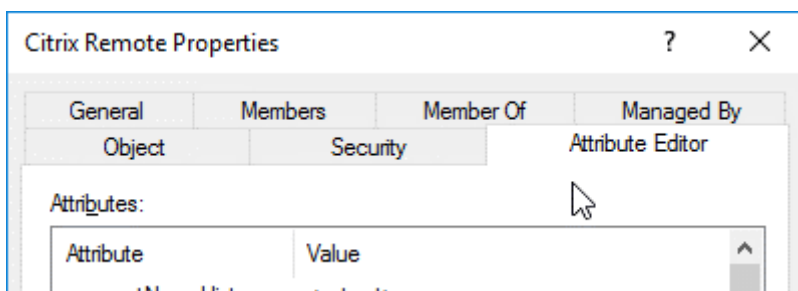 Citrix Remote Properties ? ×
General Members Member Of Managed By
Object Security Attribute Editor
Attributes:
Attribute Value